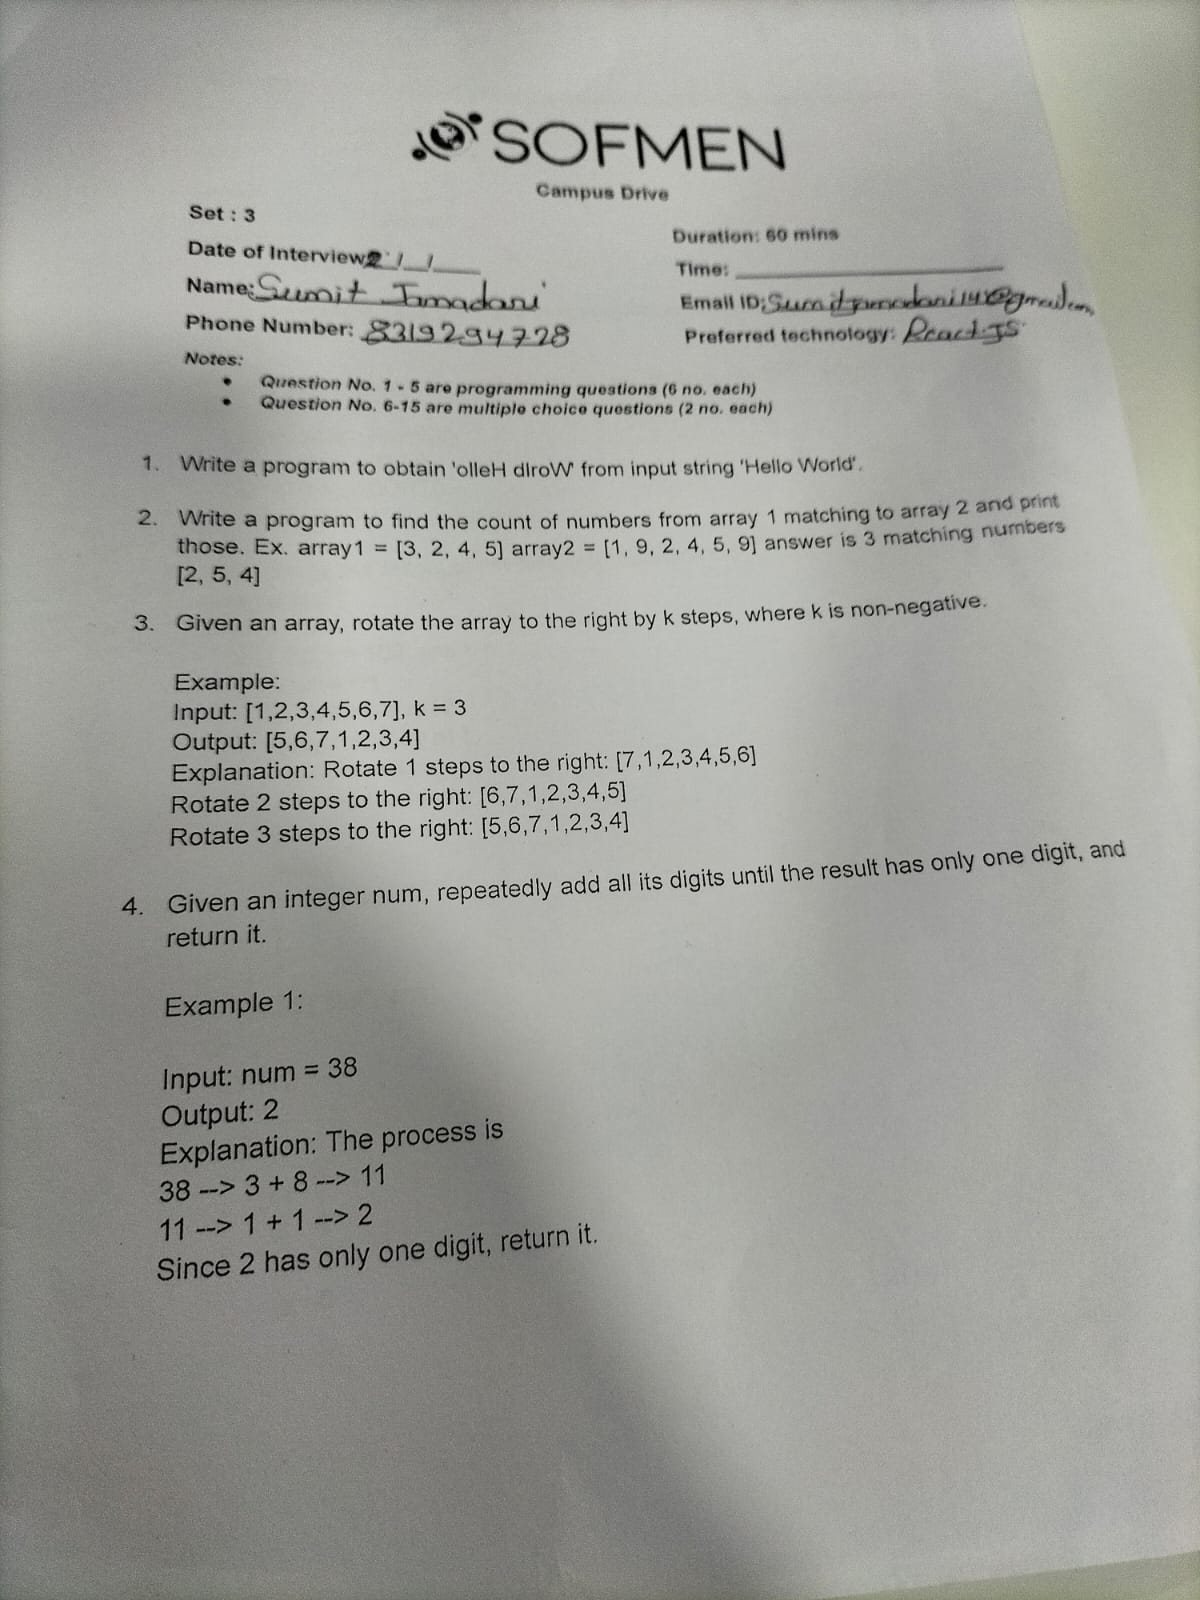 SOFMEN
Campus Drive
Set : 3
Duration: 60 mins
Date of Interview
Time:
Name: Sumit Jamadani
Email ID:
Phone Number: 8319294728
Preferred technology: React JS
Notes:
• Question No. 1 - 5 are programming questions (6 no. each)
• Question No. 6-15 are multiple choice questions (2 no. each)
1. Write a program to obtain 'olleH dlroW' from input string 'Hello World'.
2. Write a program to find the count of numbers from array 1 matching to array 2 and print
those. Ex. array1 = [3, 2, 4, 5] array2 = [1, 9, 2, 4, 5, 9] answer is 3 matching numbers
[2, 5, 4]
3. Given an array, rotate the array to the right by k steps, where k is non-negative.
Example:
Input: [1,2,3,4,5,6,7], k = 3
Output: [5,6,7,1,2,3,4]
Explanation: Rotate 1 steps to the right: [7,1,2,3,4,5,6]
Rotate 2 steps to the right: [6,7,1,2,3,4,5]
Rotate 3 steps to the right: [5,6,7,1,2,3,4]
4. Given an integer num, repeatedly add all its digits until the result has only one digit, and
return it.
Example 1:
Input: num = 38
Output: 2
Explanation: The process is
38 --> 3 + 8 --> 11
11 --> 1 + 1 --> 2
Since 2 has only one digit, return it.